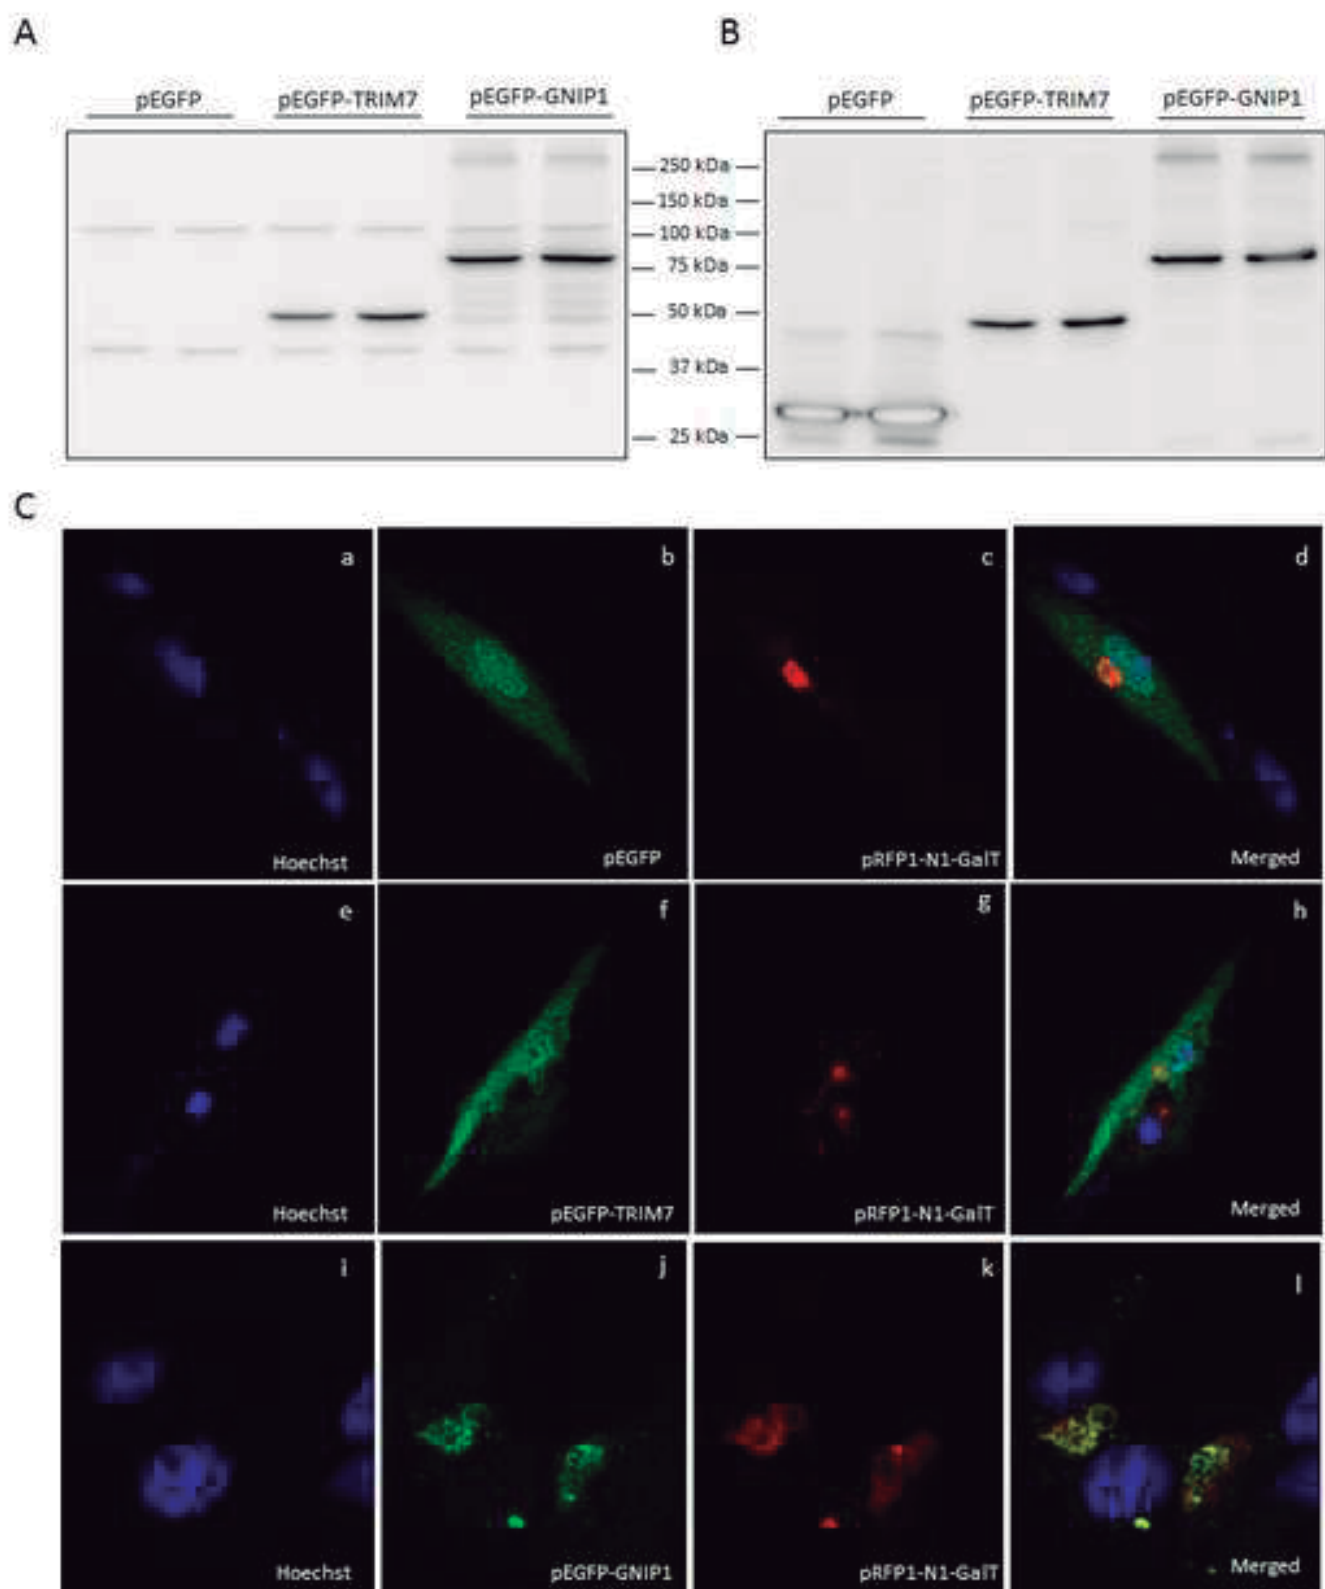 A
B
pEGFP pEGFP-TRIM7 pEGFP-GNIP1
pEGFP pEGFP-TRIM7 pEGFP-GNIP1
250 kDa
150 kDa
100 kDa
75 kDa
50 kDa
37 kDa
25 kDa
C
a b c d
Hoechst pEGFP pRFP1-N1-GalT Merged
e f g h
Hoechst pEGFP-TRIM7 pRFP1-N1-GalT Merged
i j k l
Hoechst pEGFP-GNIP1 pRFP1-N1-GalT Merged